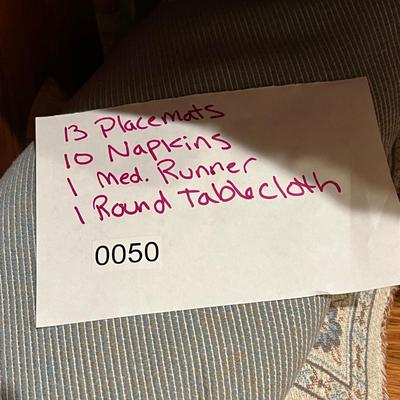 13 Placemats
10 Napkins
1 med. Runner
1 Round Tablecloth
0050